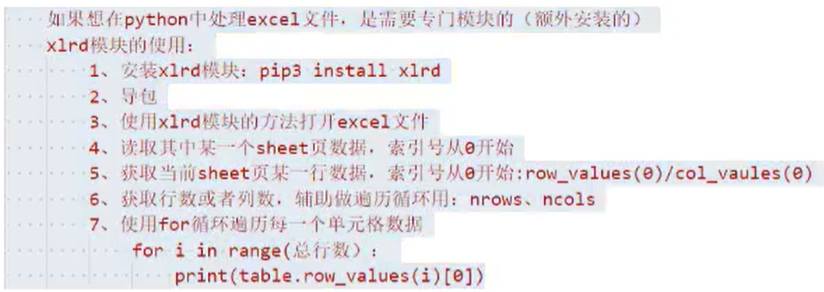 如果想在python中处理excel文件，是需要专门模块的（额外安装的）
xlrd模块的使用：
1、安装xlrd模块：pip3 install xlrd
2、导包
3、使用xlrd模块的方法打开excel文件
4、读取其中某一个sheet页数据，索引号从0开始
5、获取当前sheet页某一行数据，索引号从0开始:row_values(0)/col_vaules(0)
6、获取行数或者列数，辅助做遍历循环用：nrows、ncols
7、使用for循环遍历每一个单元格数据
for i in range(总行数）：
print(table.row_values(i)[0])